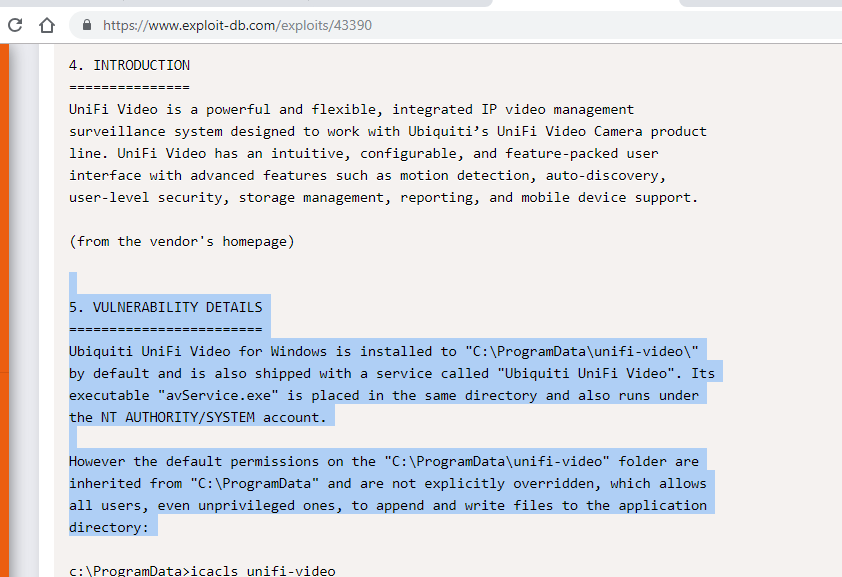 https://www.exploit-db.com/exploits/43390
4. INTRODUCTION
===============
UniFi Video is a powerful and flexible, integrated IP video management
surveillance system designed to work with Ubiquiti’s UniFi Video Camera product
line. UniFi Video has an intuitive, configurable, and feature-packed user
interface with advanced features such as motion detection, auto-discovery,
user-level security, storage management, reporting, and mobile device support.
(from the vendor's homepage)
5. VULNERABILITY DETAILS
========================
Ubiquiti UniFi Video for Windows is installed to "C:\ProgramData\unifi-video\"
by default and is also shipped with a service called "Ubiquiti UniFi Video". Its
executable "avService.exe" is placed in the same directory and also runs under
the NT AUTHORITY/SYSTEM account.
However the default permissions on the "C:\ProgramData\unifi-video" folder are
inherited from "C:\ProgramData" and are not explicitly overridden, which allows
all users, even unprivileged ones, to append and write files to the application
directory:
c:\ProgramData>icacls unifi-video